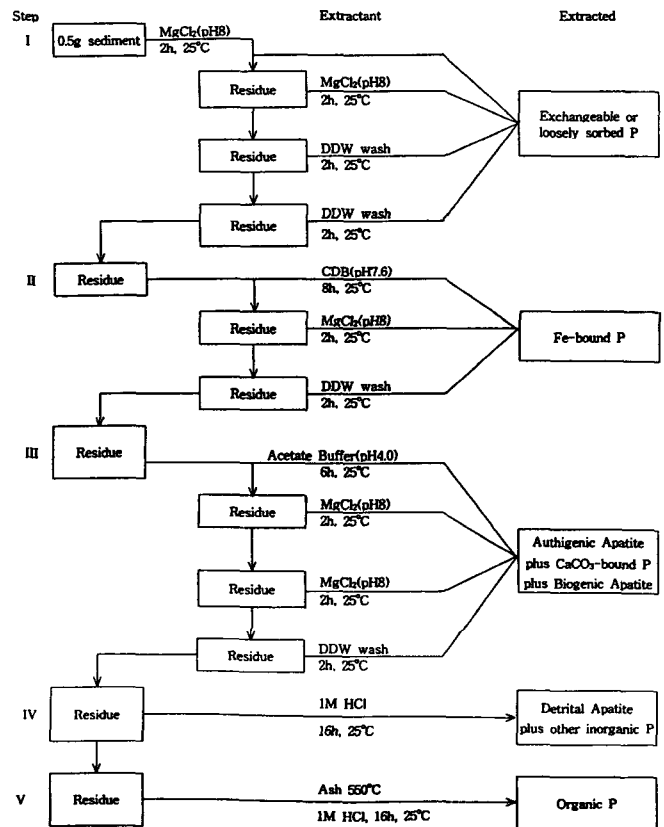 Step Extractant Extracted
I 0.5g sediment MgCl₂(pH8)
2h, 25°C
Residue MgCl₂(pH8)
2h, 25°C
Exchangeable or
loosely sorbed P
Residue DDW wash
2h, 25°C
Residue DDW wash
2h, 25°C
II Residue CDB(pH7.6)
8h, 25°C
Residue MgCl₂(pH8)
2h, 25°C
Fe-bound P
Residue DDW wash
2h, 25°C
III Residue Acetate Buffer(pH4.0)
6h, 25°C
Residue MgCl₂(pH8)
2h, 25°C
Authigenic Apatite
plus CaCO₃-bound P
plus Biogenic Apatite
Residue MgCl₂(pH8)
2h, 25°C
Residue DDW wash
2h, 25°C
IV Residue 1M HCl
16h, 25°C
Detrital Apatite
plus other inorganic P
V Residue Ash 550°C
1M HCl, 16h, 25°C
Organic P